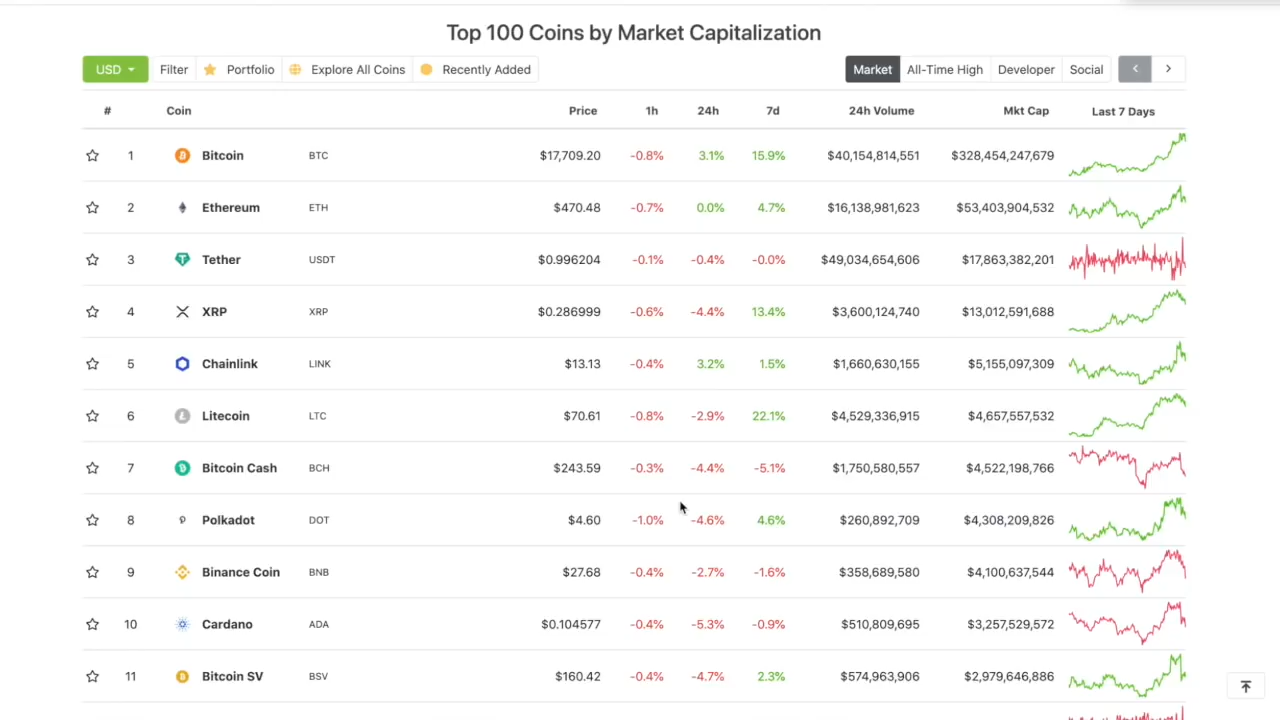 Top 100 Coins by Market Capitalization
USD Filter Portfolio Explore All Coins Recently Added Market All-Time High Developer Social
# Coin Price 1h 24h 7d 24h Volume Mkt Cap Last 7 Days
1 Bitcoin BTC $17,709.20 -0.8% 3.1% 15.9% $40,154,814,551 $328,454,247,679
2 Ethereum ETH $470.48 -0.7% 0.0% 4.7% $16,138,981,623 $53,403,904,532
3 Tether USDT $0.996204 -0.1% -0.4% -0.0% $49,034,654,606 $17,863,382,201
4 XRP XRP $0.286999 -0.6% -4.4% 13.4% $3,600,124,740 $13,012,591,688
5 Chainlink LINK $13.13 -0.4% 3.2% 1.5% $1,660,630,155 $5,155,097,309
6 Litecoin LTC $70.61 -0.8% -2.9% 22.1% $4,529,336,915 $4,657,557,532
7 Bitcoin Cash BCH $243.59 -0.3% -4.4% -5.1% $1,750,580,557 $4,522,198,766
8 Polkadot DOT $4.60 -1.0% -4.6% 4.6% $260,892,709 $4,308,209,826
9 Binance Coin BNB $27.68 -0.4% -2.7% -1.6% $358,689,580 $4,100,637,544
10 Cardano ADA $0.104577 -0.4% -5.3% -0.9% $510,809,695 $3,257,529,572
11 Bitcoin SV BSV $160.42 -0.4% -4.7% 2.3% $574,963,906 $2,979,646,886